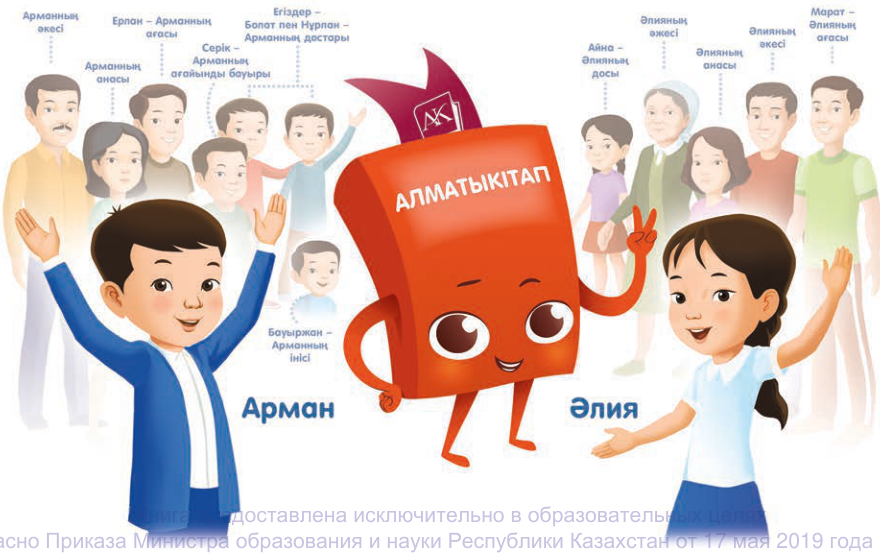 Арманның
әкесі
Ерлан – Арманның
ағасы
Егіздер –
Болат пен Нұрлан –
Арманның достары
Серік –
Арманның
ағайынды бауыры
Арманның
анасы
Айна –
Әлияның
досы
Әлияның
әжесі
Әлияның
анасы
Әлияның
әкесі
Марат –
Әлияның
ағасы
АК
АЛМАТЫКІТАП
Бауыржан –
Арманның
інісі
Арман
Әлия
доставлена исключительно в образовательных целях
асно Приказа Министра образования и науки Республики Казахстан от 17 мая 2019 года